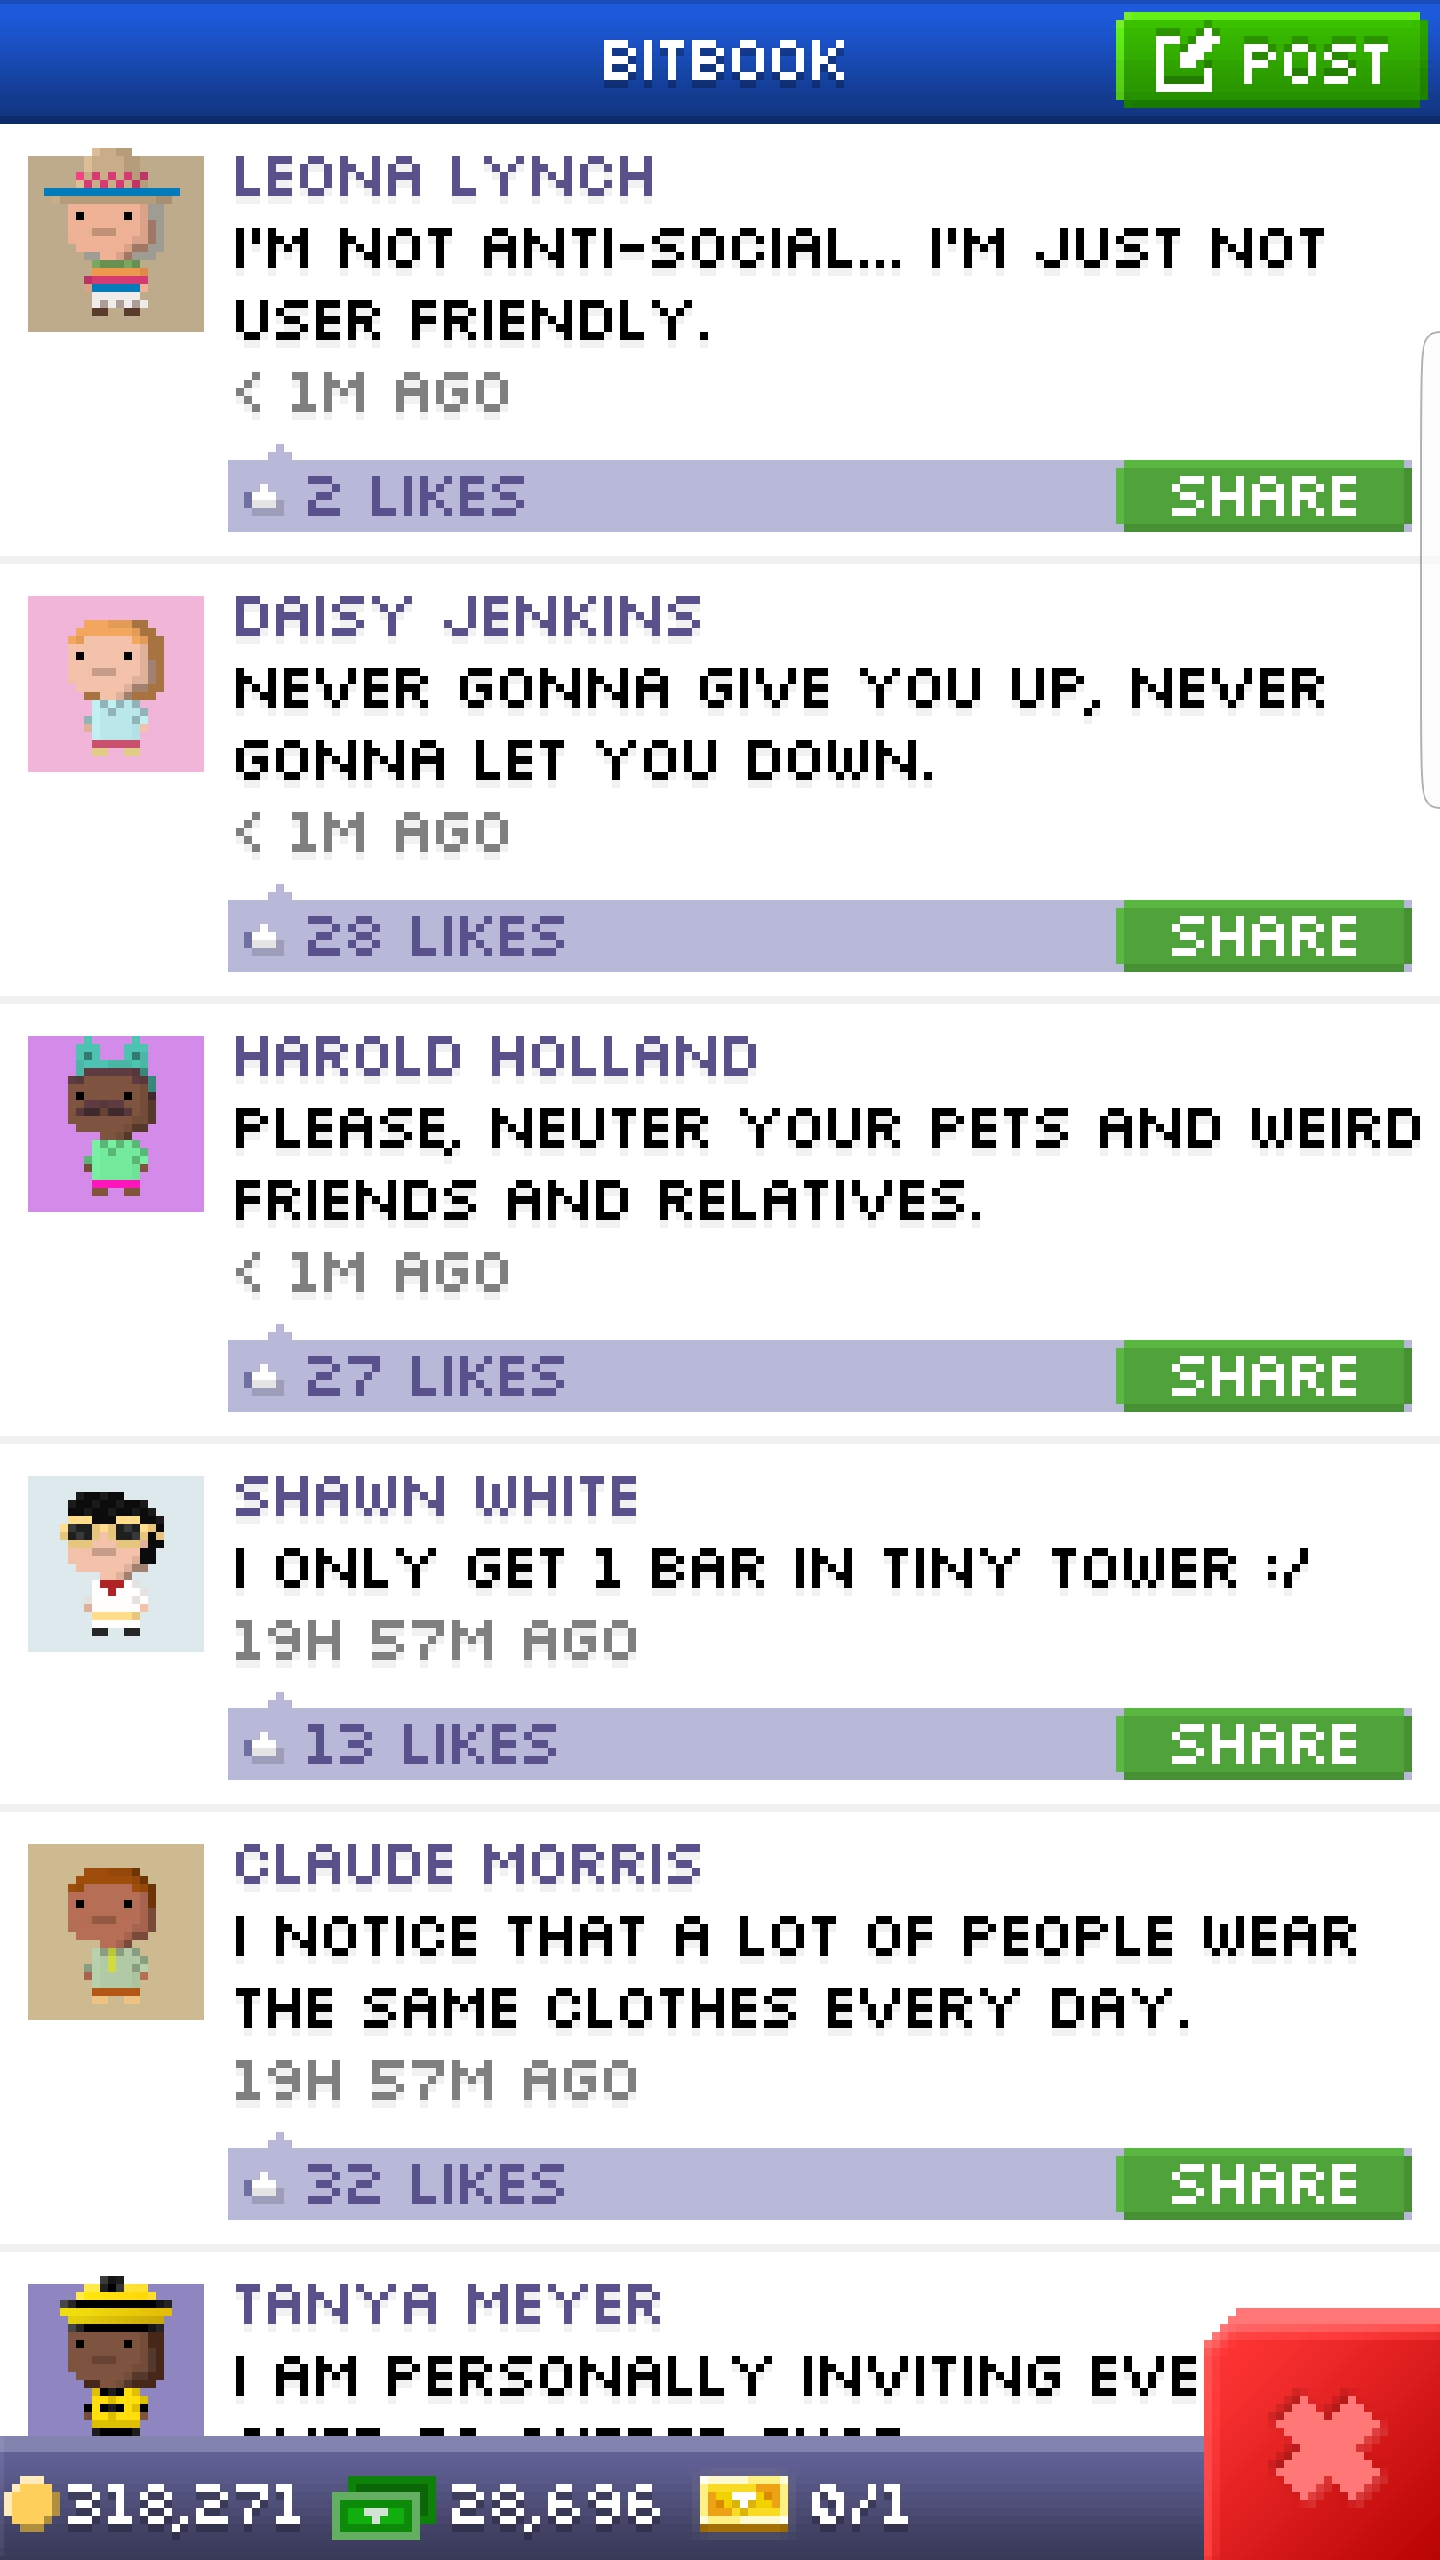 BITBOOK
POST
LEONA LYNCH
I'M NOT ANTI-SOCIAL... I'M JUST NOT
USER FRIENDLY.
< 1M AGO
2 LIKES
SHARE
DAISY JENKINS
NEVER GONNA GIVE YOU UP, NEVER
GONNA LET YOU DOWN.
< 1M AGO
28 LIKES
SHARE
HAROLD HOLLAND
PLEASE, NEUTER YOUR PETS AND WEIRD
FRIENDS AND RELATIVES.
< 1M AGO
27 LIKES
SHARE
SHAWN WHITE
I ONLY GET 1 BAR IN TINY TOWER :/
19H 57M AGO
13 LIKES
SHARE
CLAUDE MORRIS
I NOTICE THAT A LOT OF PEOPLE WEAR
THE SAME CLOTHES EVERY DAY.
19H 57M AGO
32 LIKES
SHARE
TANYA MEYER
I AM PERSONALLY INVITING EVE
318,271
28,696
0/1